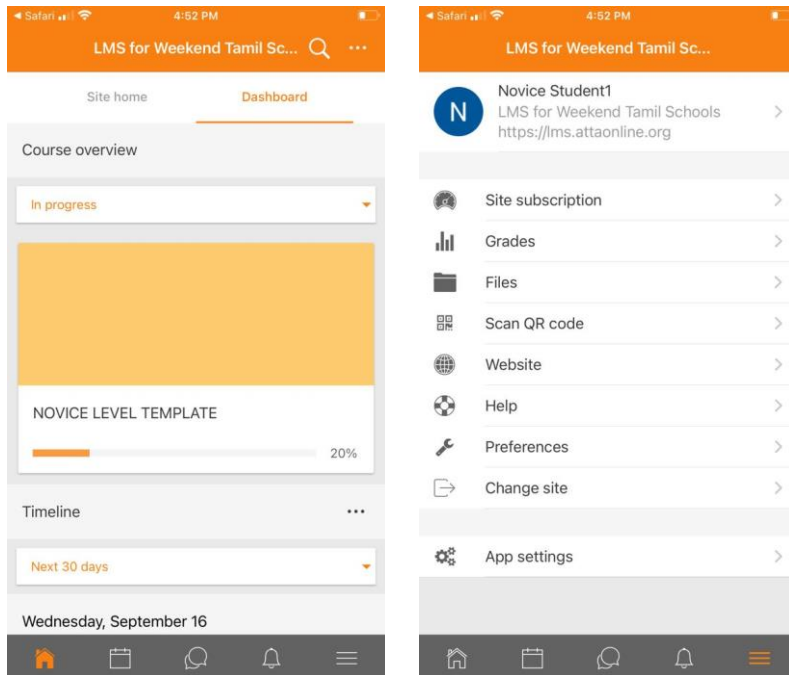 Safari
4:52 PM
LMS for Weekend Tamil Sc...
Site home
Dashboard
Course overview
In progress
NOVICE LEVEL TEMPLATE
20%
Timeline
Next 30 days
Wednesday, September 16
Safari
4:52 PM
LMS for Weekend Tamil Sc...
N
Novice Student1
LMS for Weekend Tamil Schools
https://lms.attaonline.org
Site subscription
Grades
Files
Scan QR code
Website
Help
Preferences
Change site
App settings